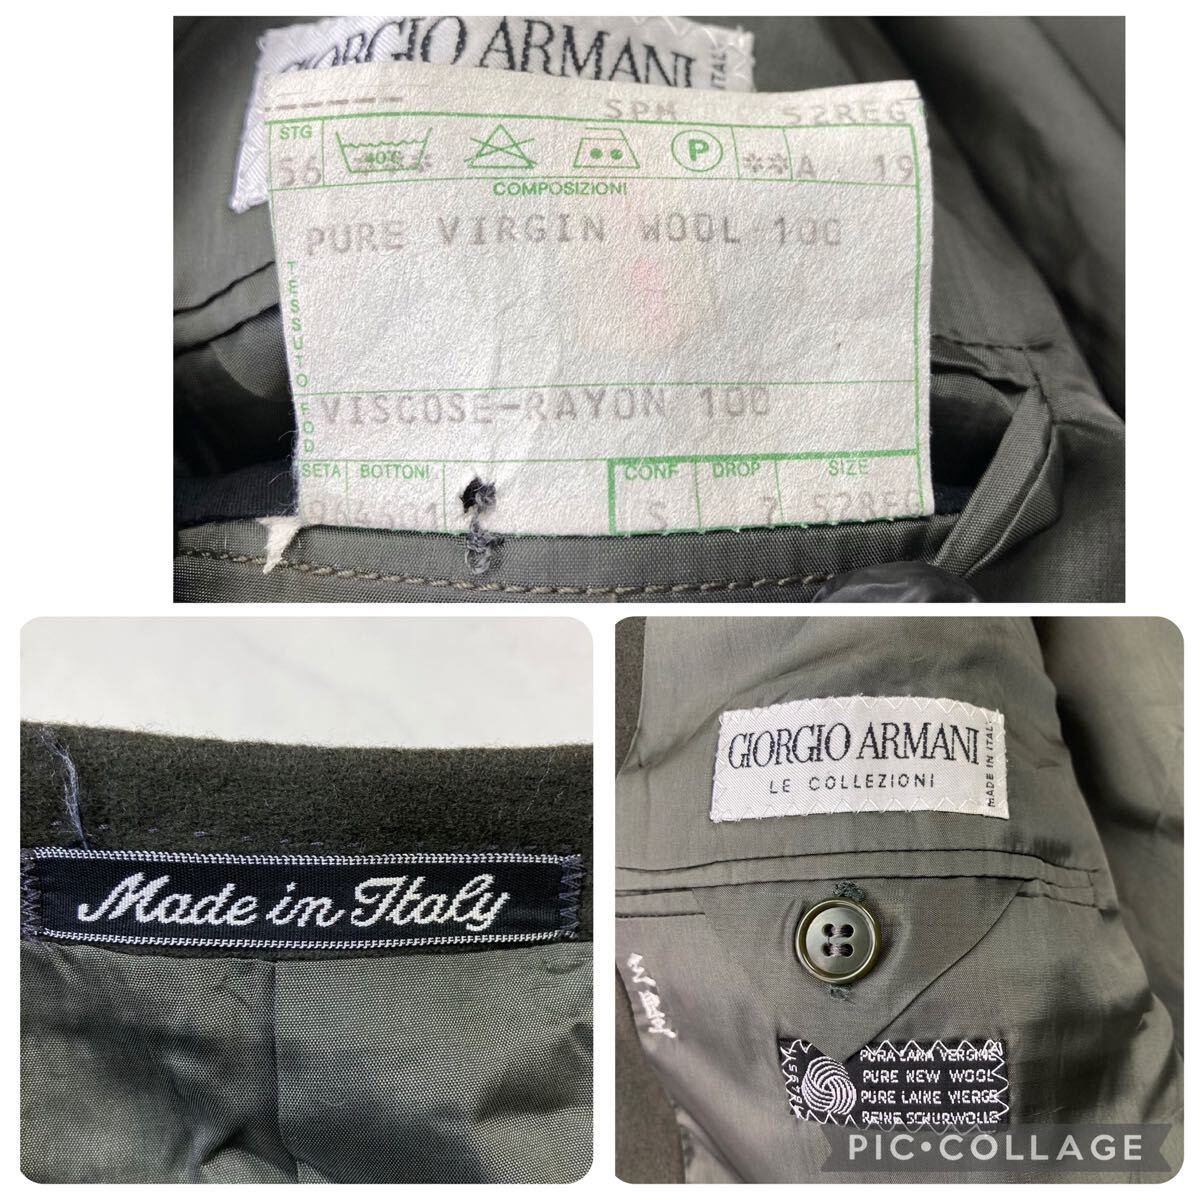 GIORGIO ARMANI
SPM 52REG
STG
56 40°C P ** A 19
COMPOSIZIONI
PURE VIRGIN WOOL 100
TESSUTO
VISCOSE-RAYON 100
FOD
SETA BOTTONI CONF DROP SIZE
S 7 52REG
Made in Italy
GIORGIO ARMANI
LE COLLEZIONI
MADE IN ITALY
PURA LANA VERGINE
PURE NEW WOOL
PURE LAINE VIERGE
REINE SCHURWOLLE
PIC•COLLAGE